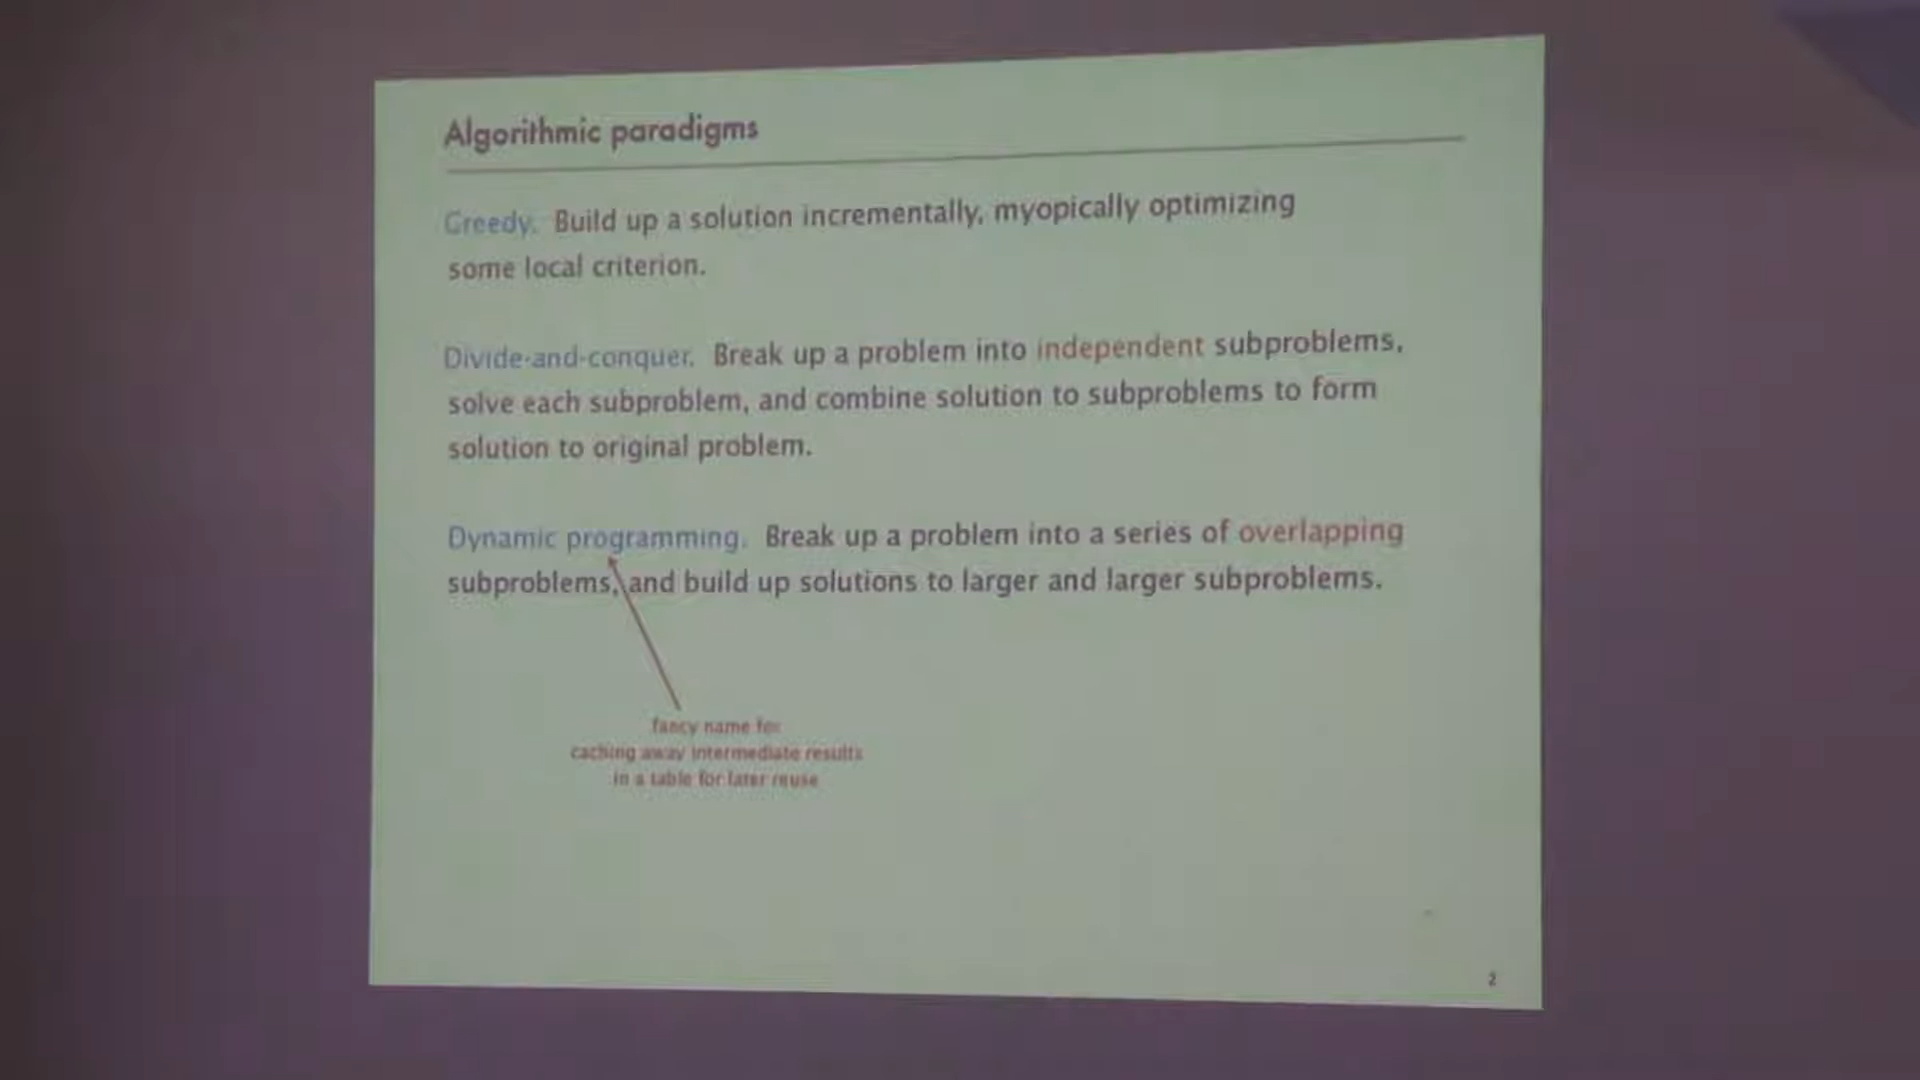 Algorithmic paradigms
Greedy. Build up a solution incrementally, myopically optimizing
some local criterion.
Divide-and-conquer. Break up a problem into independent subproblems,
solve each subproblem, and combine solution to subproblems to form
solution to original problem.
Dynamic programming. Break up a problem into a series of overlapping
subproblems, and build up solutions to larger and larger subproblems.
fancy name for
caching away intermediate results
in a table for later reuse
2